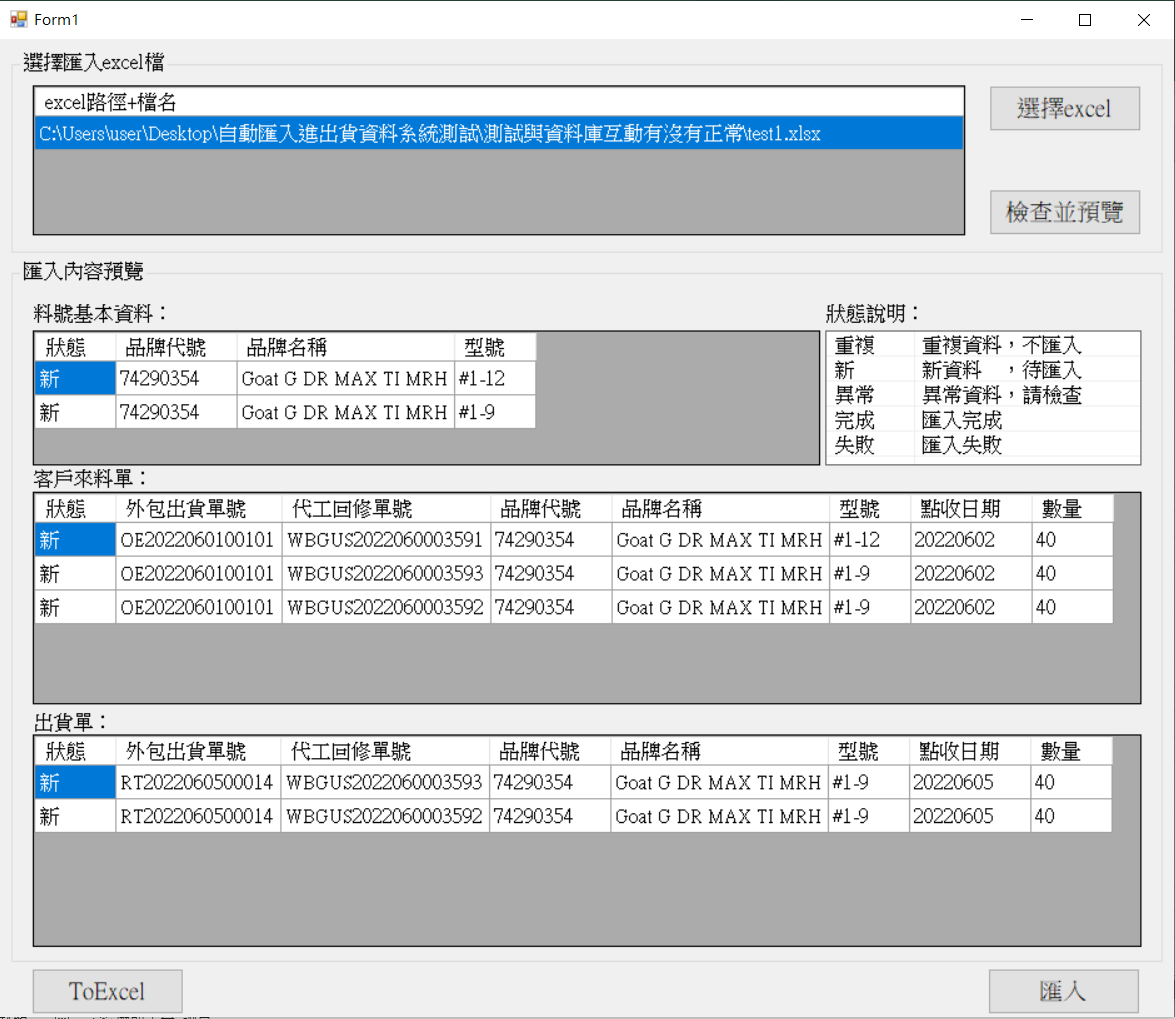 Form1
選擇匯入excel檔
excel路徑+檔名
C:\Users\user\Desktop\自動匯入進出貨資料系統測試\測試與資料庫互動有沒有正常\test1.xlsx
選擇excel
檢查並預覽
匯入內容預覽
料號基本資料：
狀態 品牌代號 品牌名稱 型號
新 74290354 Goat G DR MAX TI MRH #1-12
新 74290354 Goat G DR MAX TI MRH #1-9
狀態說明：
重複 重複資料，不匯入
新 新資料 ，待匯入
異常 異常資料，請檢查
完成 匯入完成
失敗 匯入失敗
客戶來料單：
狀態 外包出貨單號 代工回修單號 品牌代號 品牌名稱 型號 點收日期 數量
新 OE2022060100101 WBGUS2022060003591 74290354 Goat G DR MAX TI MRH #1-12 20220602 40
新 OE2022060100101 WBGUS2022060003593 74290354 Goat G DR MAX TI MRH #1-9 20220602 40
新 OE2022060100101 WBGUS2022060003592 74290354 Goat G DR MAX TI MRH #1-9 20220602 40
出貨單：
狀態 外包出貨單號 代工回修單號 品牌代號 品牌名稱 型號 點收日期 數量
新 RT2022060500014 WBGUS2022060003593 74290354 Goat G DR MAX TI MRH #1-9 20220605 40
新 RT2022060500014 WBGUS2022060003592 74290354 Goat G DR MAX TI MRH #1-9 20220605 40
ToExcel
匯入